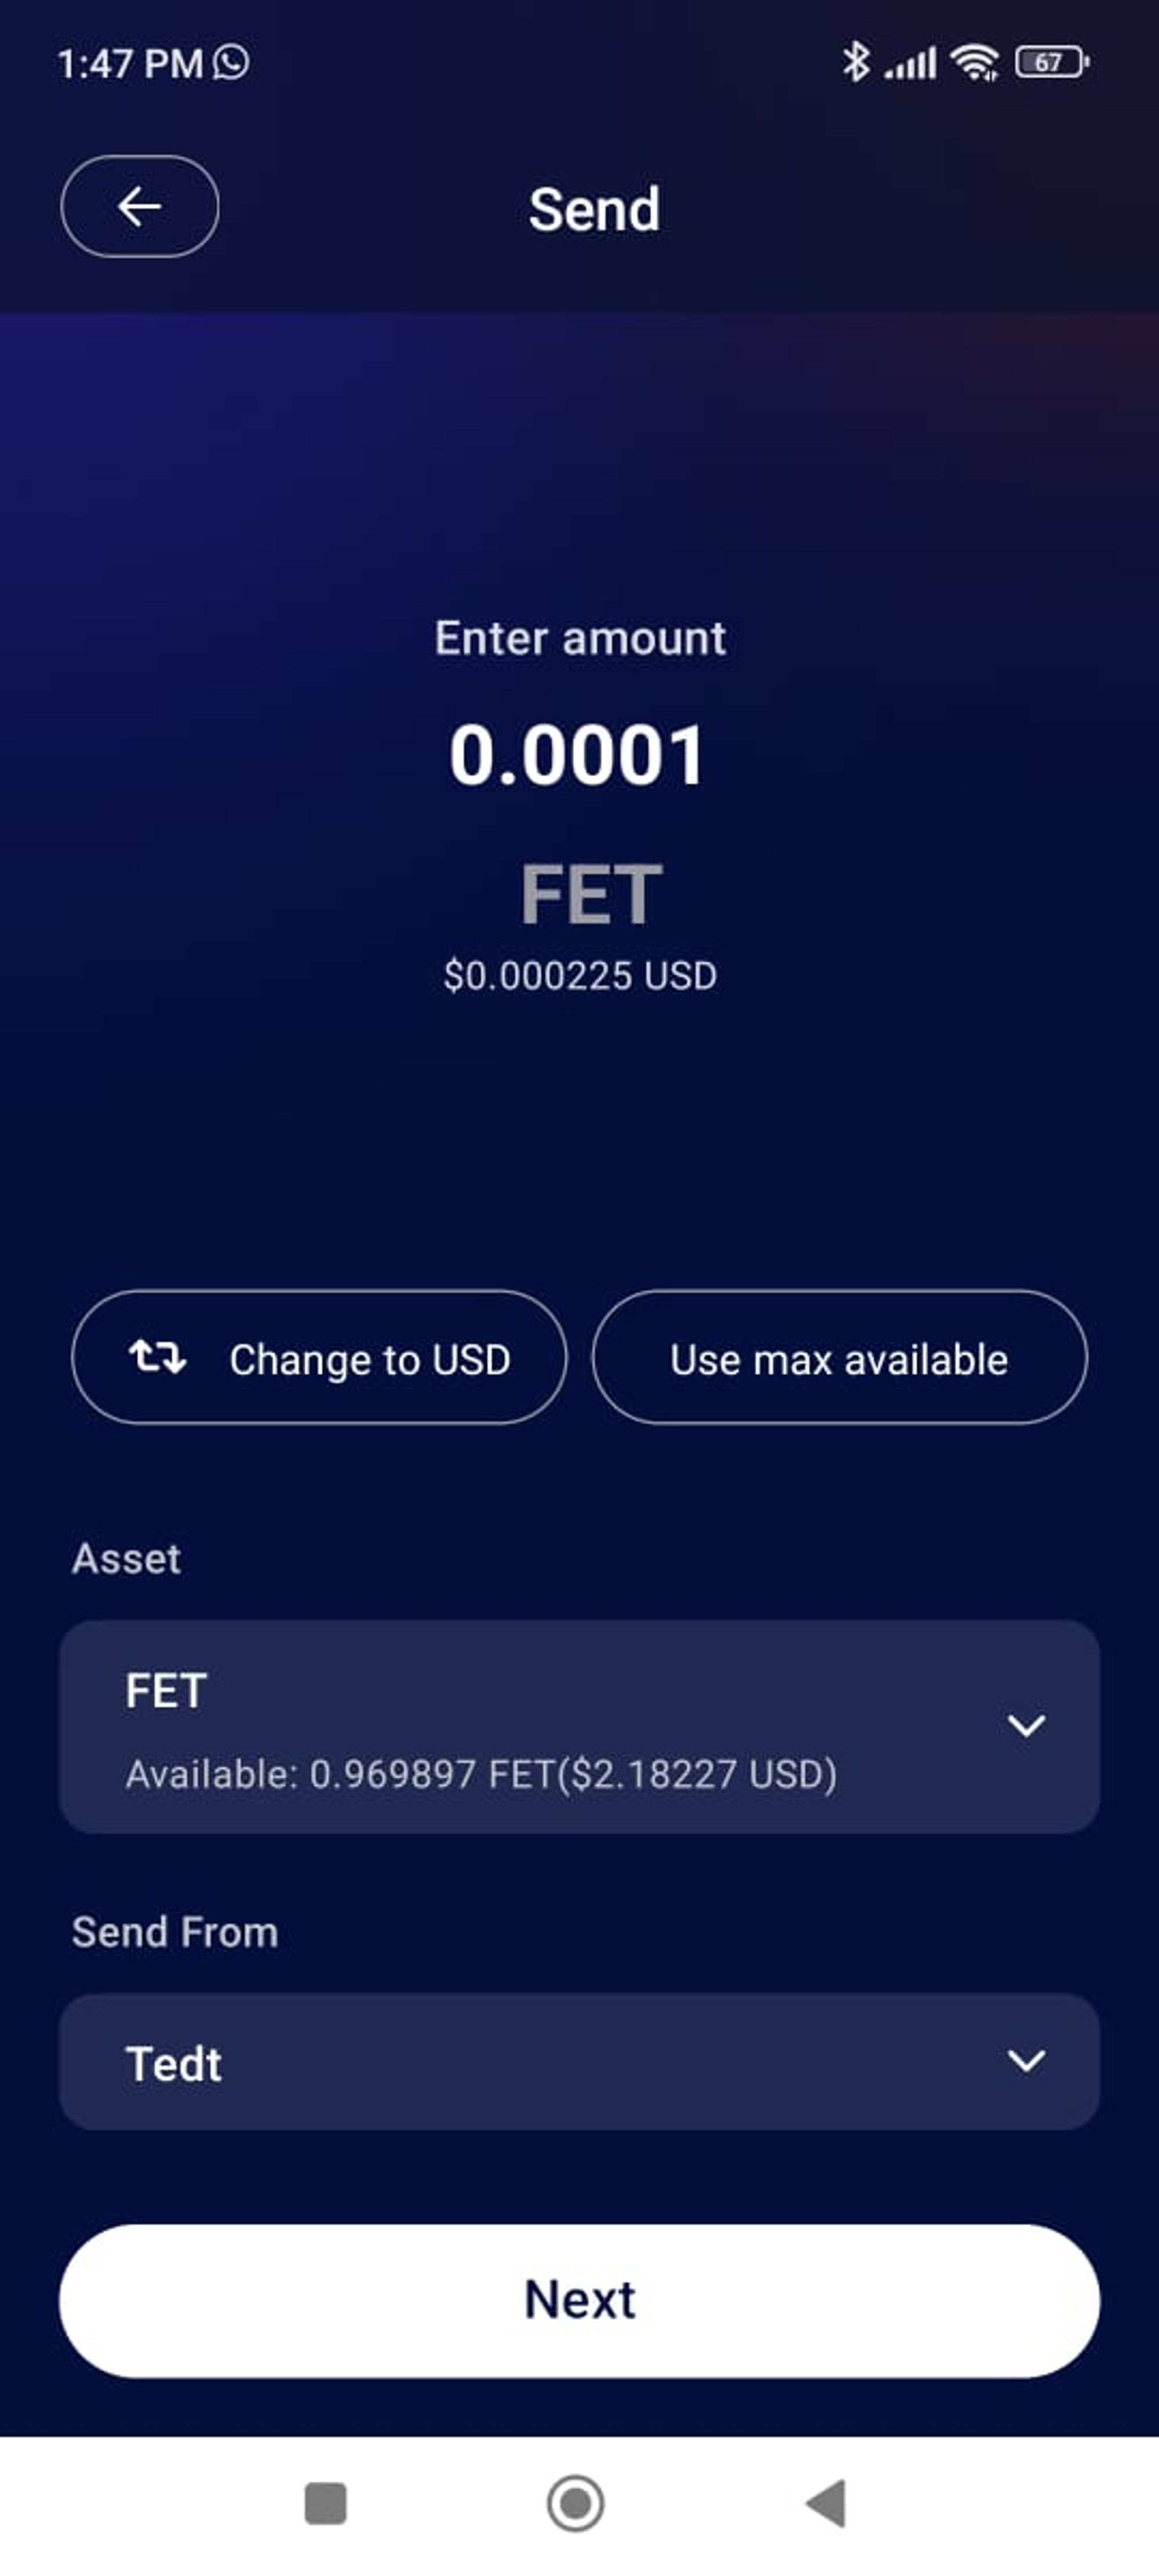 1:47 PM
67
Send
Enter amount
0.0001
FET
$0.000225 USD
Change to USD
Use max available
Asset
FET
Available: 0.969897 FET($2.18227 USD)
Send From
Tedt
Next